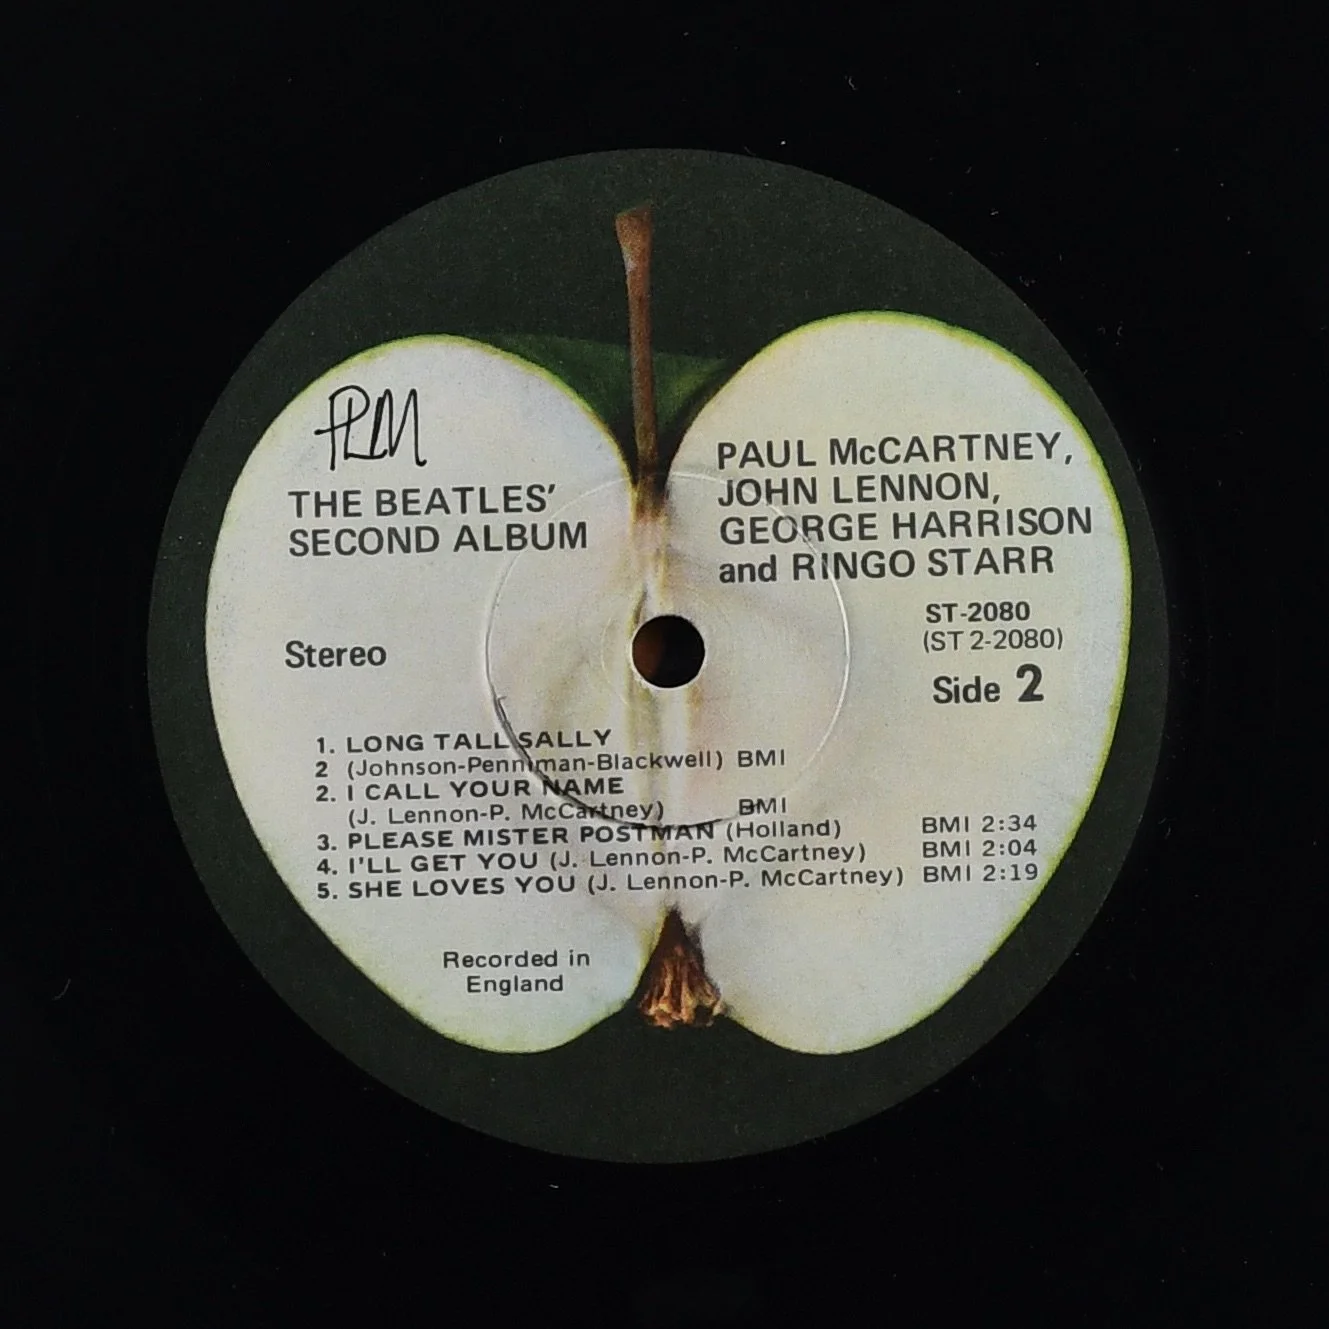 PLM
THE BEATLES'
SECOND ALBUM
PAUL McCARTNEY,
JOHN LENNON,
GEORGE HARRISON
and RINGO STARR
ST-2080
(ST 2-2080)
Stereo
Side 2
1. LONG TALL SALLY
2 (Johnson-Penniman-Blackwell) BMI
2. I CALL YOUR NAME
(J. Lennon-P. McCartney) BMI
3. PLEASE MISTER POSTMAN (Holland) BMI 2:34
4. I'LL GET YOU (J. Lennon-P. McCartney) BMI 2:04
5. SHE LOVES YOU (J. Lennon-P. McCartney) BMI 2:19
Recorded in
England